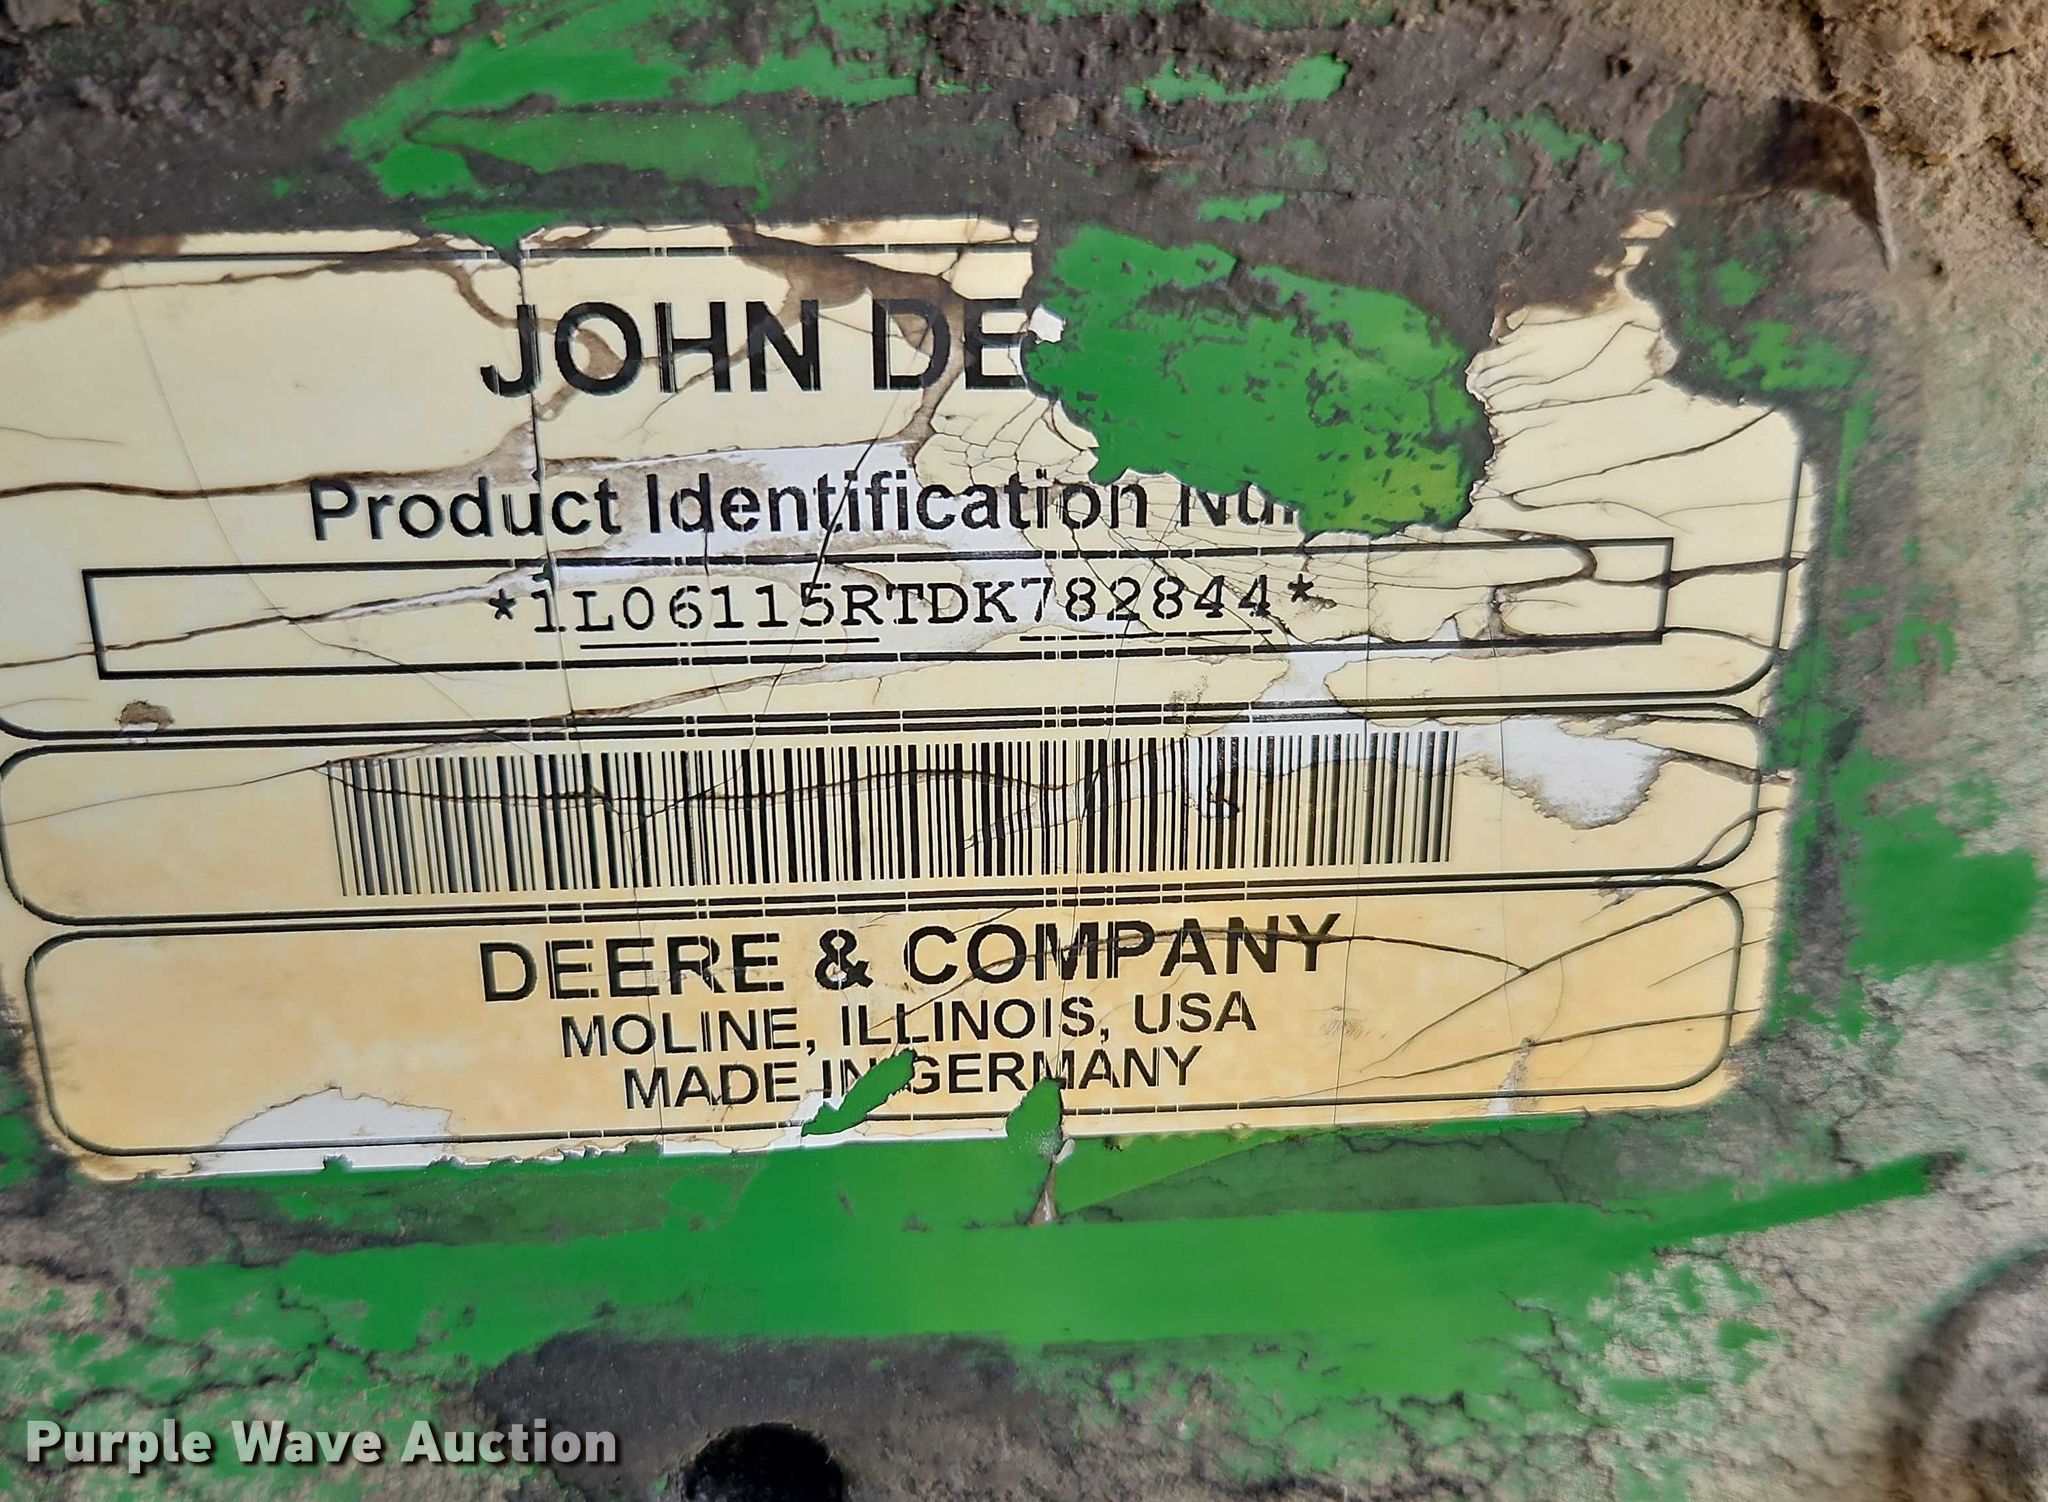 JOHN DE
Product Identification Nu
*1L06115RTDK782844*
DEERE & COMPANY
MOLINE, ILLINOIS, USA
MADE IN GERMANY
Purple Wave Auction